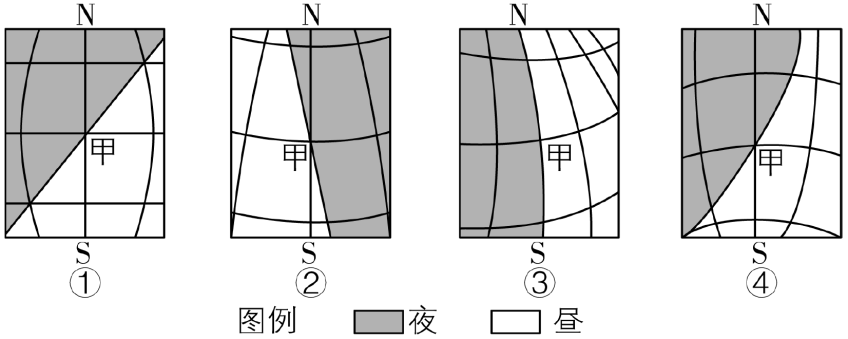 N N N N
甲 甲 甲 甲
S S S S
① ② ③ ④
图例 夜 昼